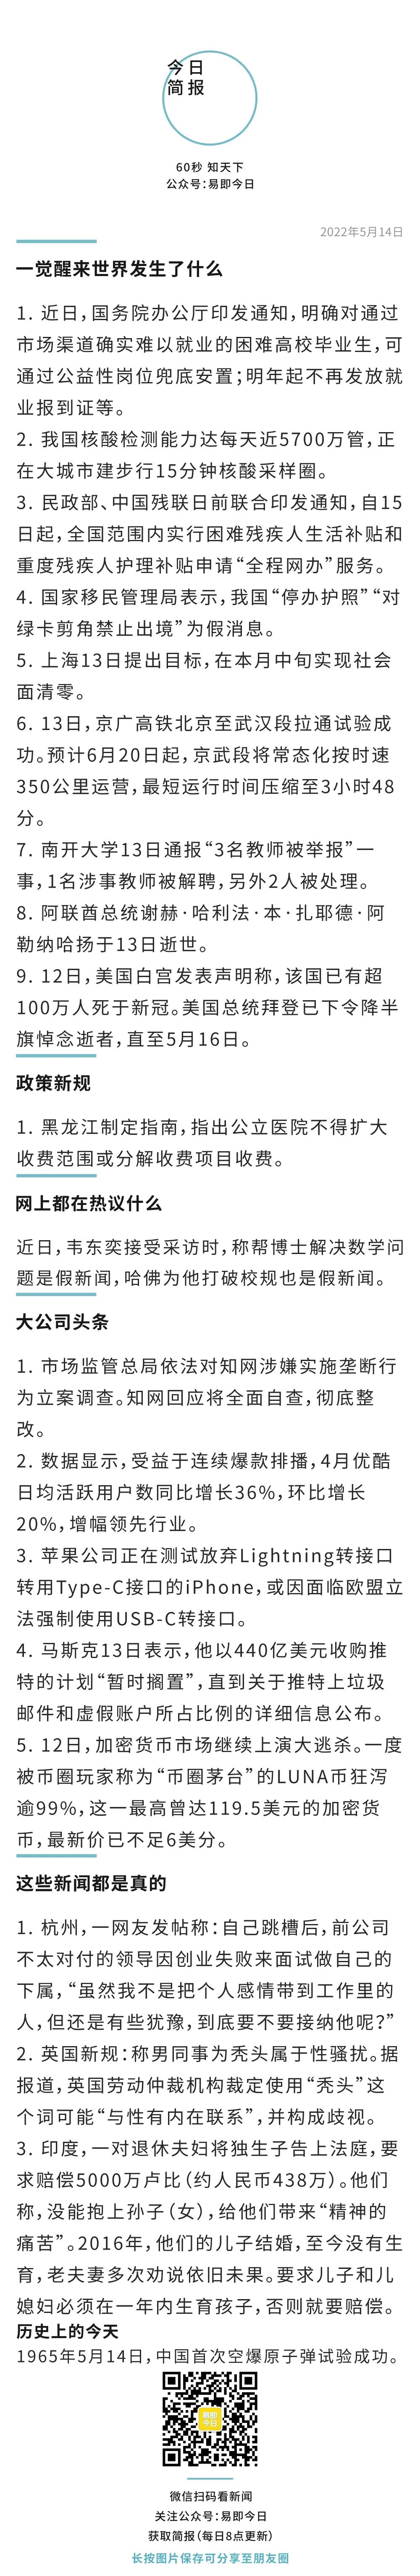 今日
简报
60秒 知天下
公众号：易即今日
2022年5月14日
一觉醒来世界发生了什么
1. 近日，国务院办公厅印发通知，明确对通过
市场渠道确实难以就业的困难高校毕业生，可
通过公益性岗位兜底安置；明年起不再发放就
业报到证等。
2. 我国核酸检测能力达每天近5700万管，正
在大城市建步行15分钟核酸采样圈。
3. 民政部、中国残联日前联合印发通知，自15
日起，全国范围内实行困难残疾人生活补贴和
重度残疾人护理补贴申请“全程网办”服务。
4. 国家移民管理局表示，我国“停办护照”“对
绿卡剪角禁止出境”为假消息。
5. 上海13日提出目标，在本月中旬实现社会
面清零。
6. 13日，京广高铁北京至武汉段拉通试验成
功。预计6月20日起，京武段将常态化按时速
350公里运营，最短运行时间压缩至3小时48
分。
7. 南开大学13日通报“3名教师被举报”一
事，1名涉事教师被解聘，另外2人被处理。
8. 阿联酋总统谢赫·哈利法·本·扎耶德·阿
勒纳哈扬于13日逝世。
9. 12日，美国白宫发表声明称，该国已有超
100万人死于新冠。美国总统拜登已下令降半
旗悼念逝者，直至5月16日。
政策新规
1. 黑龙江制定指南，指出公立医院不得扩大
收费范围或分解收费项目收费。
网上都在热议什么
近日，韦东奕接受采访时，称帮博士解决数学问
题是假新闻，哈佛为他打破校规也是假新闻。
大公司头条
1. 市场监管总局依法对知网涉嫌实施垄断行
为立案调查。知网回应将全面自查，彻底整
改。
2. 数据显示，受益于连续爆款排播，4月优酷
日均活跃用户数同比增长36%，环比增长
20%，增幅领先行业。
3. 苹果公司正在测试放弃Lightning转接口
转用Type-C接口的iPhone，或因面临欧盟立
法强制使用USB-C转接口。
4. 马斯克13日表示，他以440亿美元收购推
特的计划“暂时搁置”，直到关于推特上垃圾
邮件和虚假账户所占比例的详细信息公布。
5. 12日，加密货币市场继续上演大逃杀。一度
被币圈玩家称为“币圈茅台”的LUNA币狂泻
逾99%，这一最高曾达119.5美元的加密货
币，最新价已不足6美分。
这些新闻都是真的
1. 杭州，一网友发帖称：自己跳槽后，前公司
不太对付的领导因创业失败来面试做自己的
下属，“虽然我不是把个人感情带到工作里的
人，但还是有些犹豫，到底要不要接纳他呢？”
2. 英国新规：称男同事为秃头属于性骚扰。据
报道，英国劳动仲裁机构裁定使用“秃头”这
个词可能“与性有内在联系”，并构成歧视。
3. 印度，一对退休夫妇将独生子告上法庭，要
求赔偿5000万卢比（约人民币438万）。他们
称，没能抱上孙子（女），给他们带来“精神的
痛苦”。2016年，他们的儿子结婚，至今没有生
育，老夫妻多次劝说依旧未果。要求儿子和儿
媳妇必须在一年内生育孩子，否则就要赔偿。
历史上的今天
1965年5月14日，中国首次空爆原子弹试验成功。
易即
今日
微信扫码看新闻
关注公众号：易即今日
获取简报（每日8点更新）
长按图片保存可分享至朋友圈